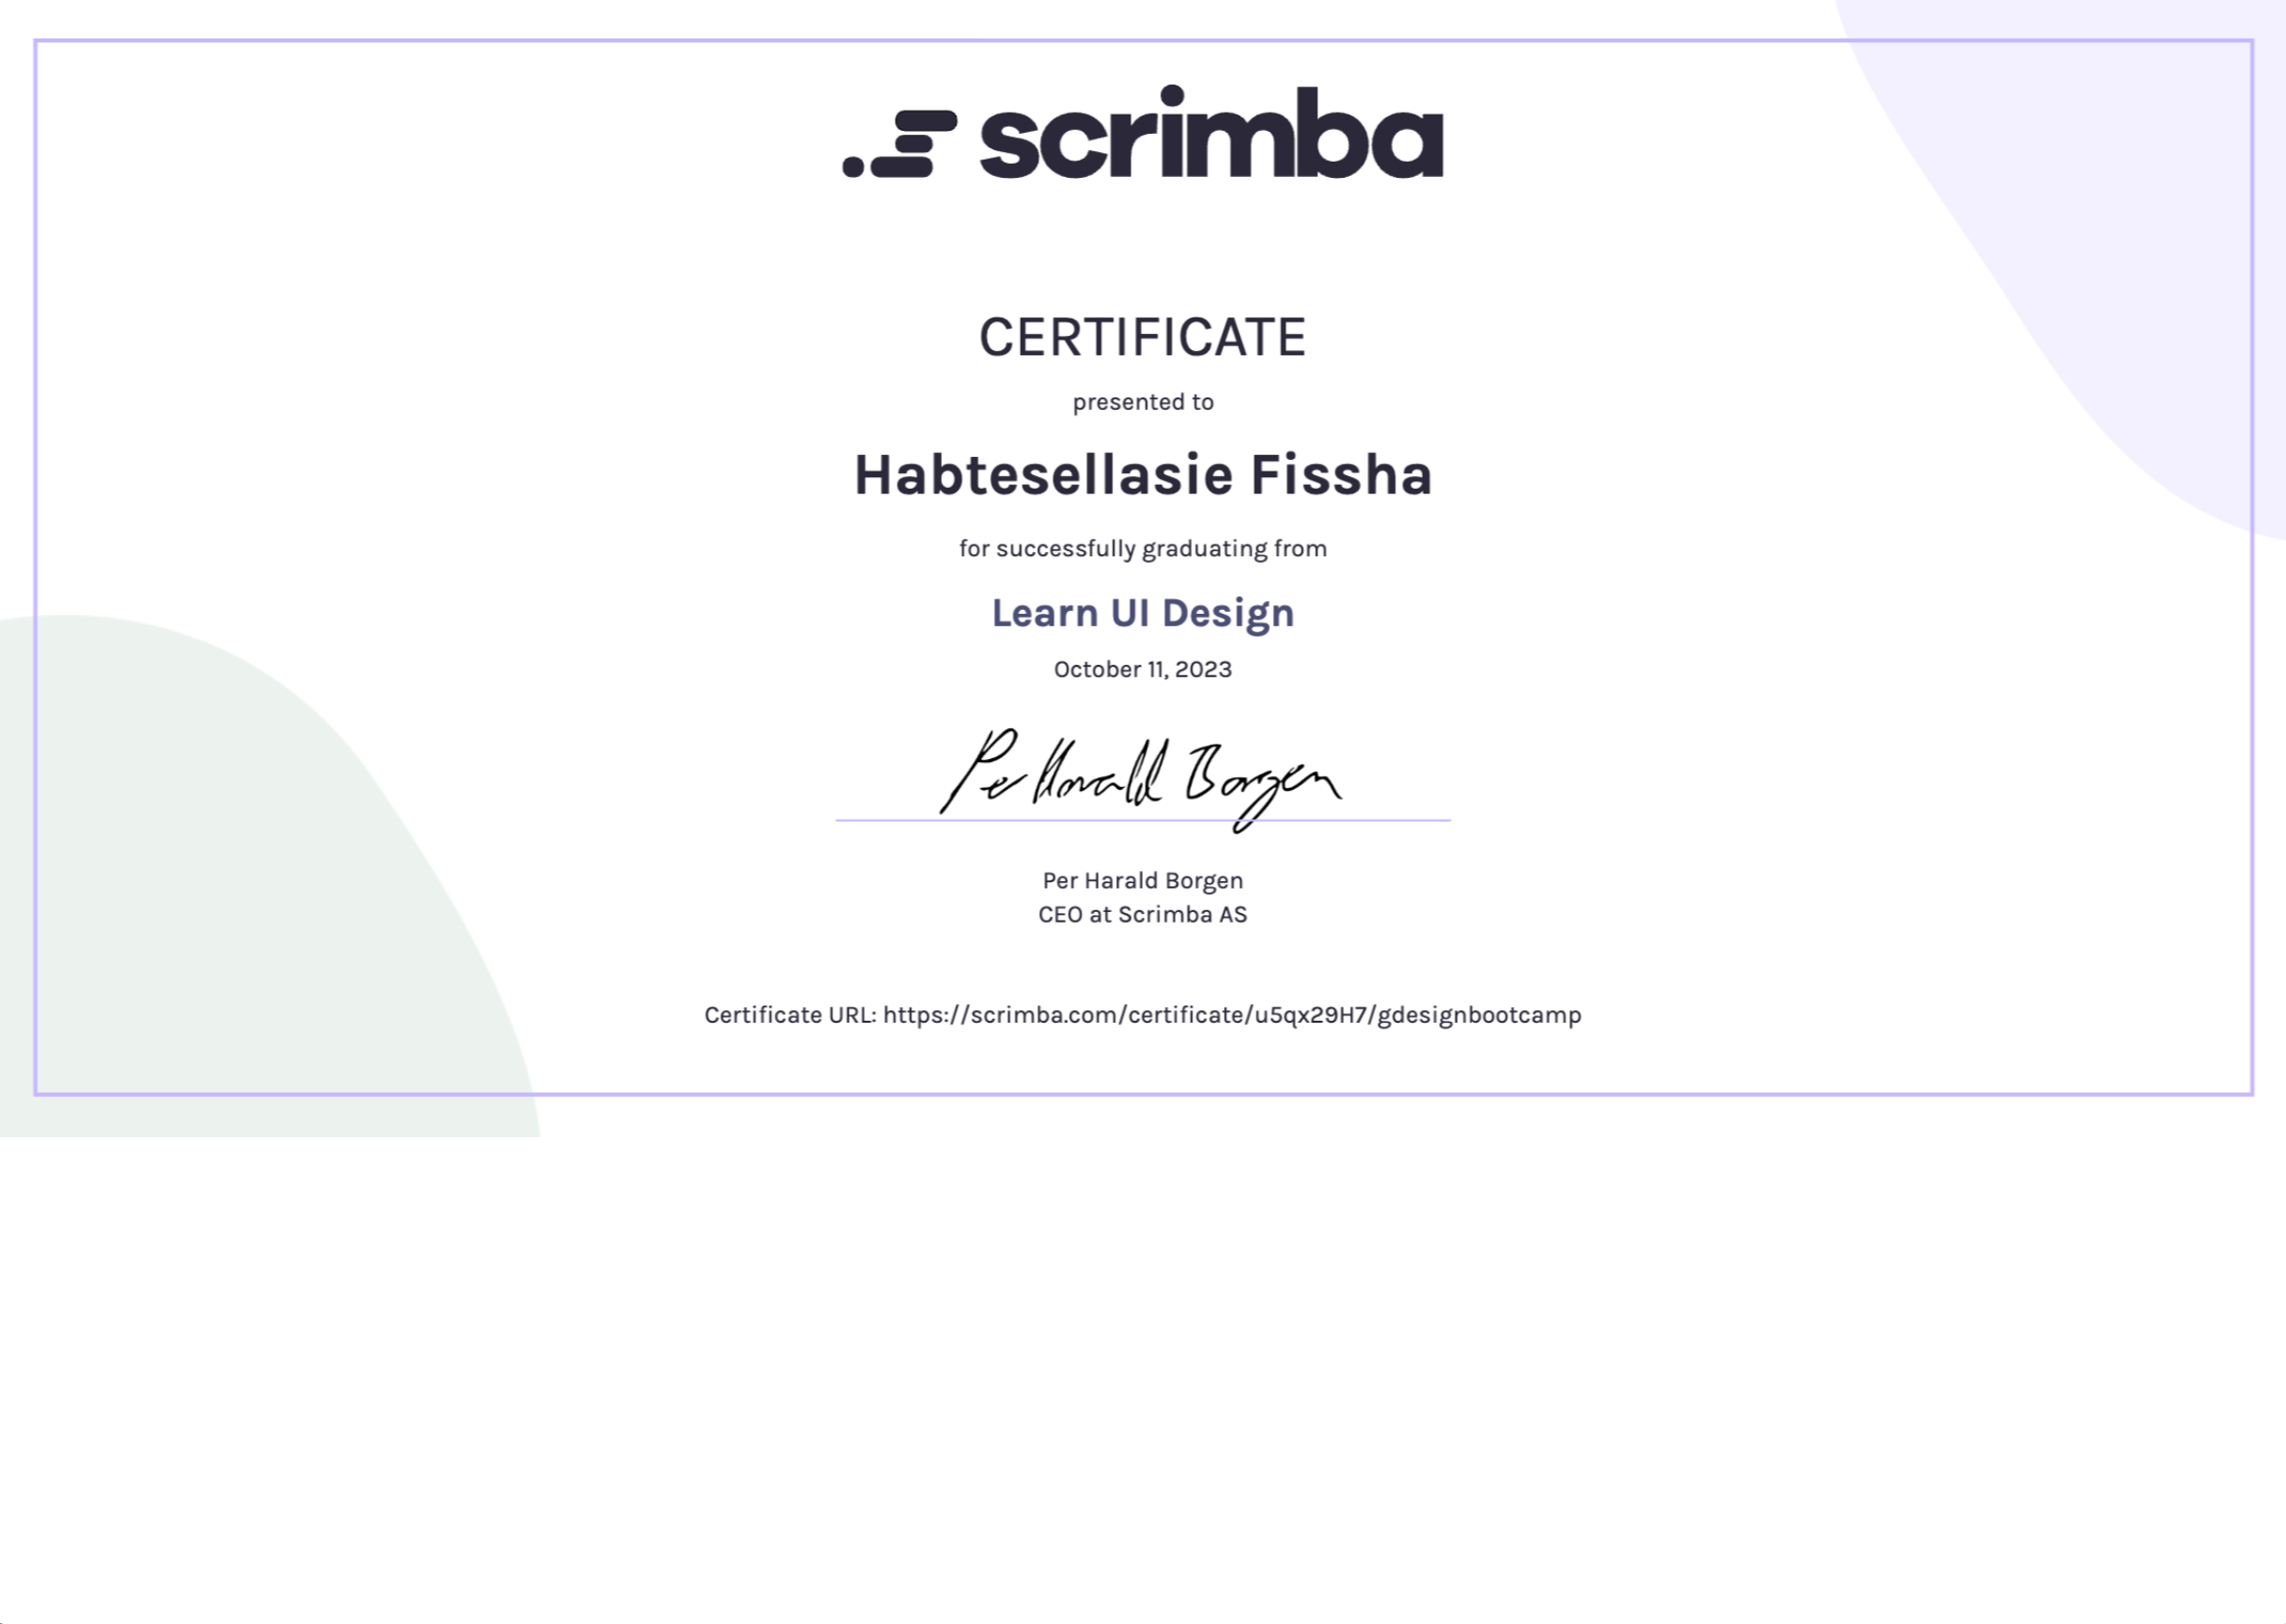 scrimba
CERTIFICATE
presented to
Habtesellasie Fissha
for successfully graduating from
Learn UI Design
October 11, 2023
Per Harald Borgen
Per Harald Borgen
CEO at Scrimba AS
Certificate URL: https://scrimba.com/certificate/u5qx29H7/gdesignbootcamp